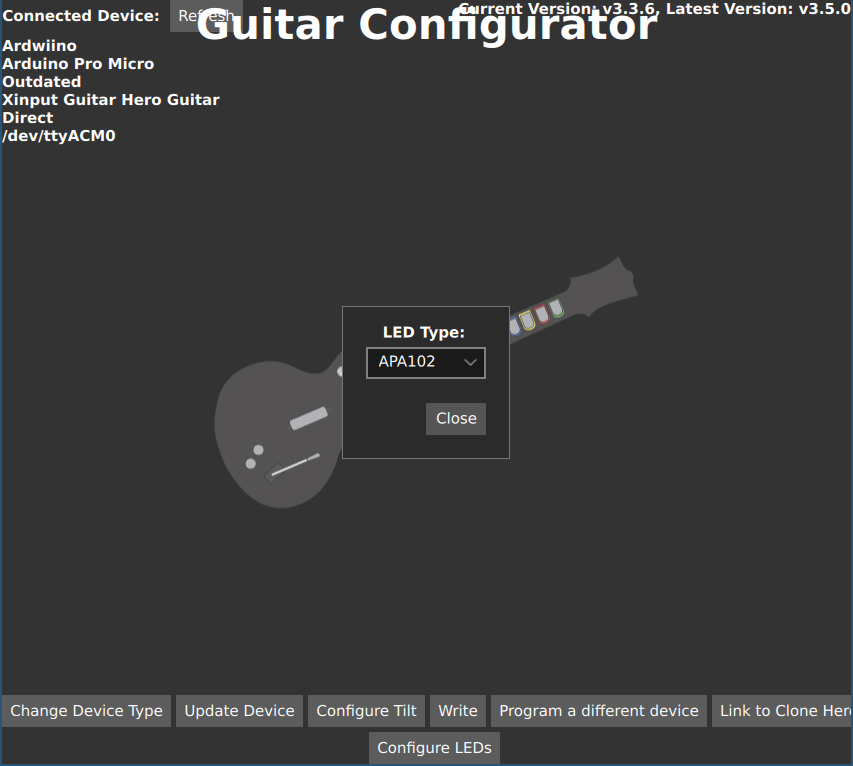 Connected Device:
Refresh
Guitar Configurator
Current Version: v3.3.6, Latest Version: v3.5.0
Ardwiino
Arduino Pro Micro
Outdated
Xinput Guitar Hero Guitar
Direct
/dev/ttyACM0
LED Type:
APA102
Close
Change Device Type
Update Device
Configure Tilt
Write
Program a different device
Link to Clone Hero
Configure LEDs